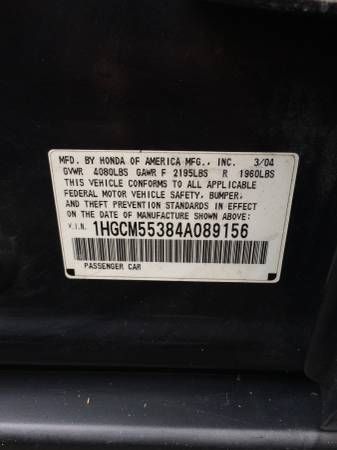 MFD. BY HONDA OF AMERICA MFG., INC. 3/04
GVWR 4080LBS GAWR F 2195LBS R 1960LBS
THIS VEHICLE CONFORMS TO ALL APPLICABLE
FEDERAL MOTOR VEHICLE SAFETY, BUMPER,
AND THEFT PREVENTION STANDARDS IN EFFECT
ON THE DATE OF MANUFACTURE SHOWN ABOVE:
V.I.N. 1HGCM55384A089156
PASSENGER CAR